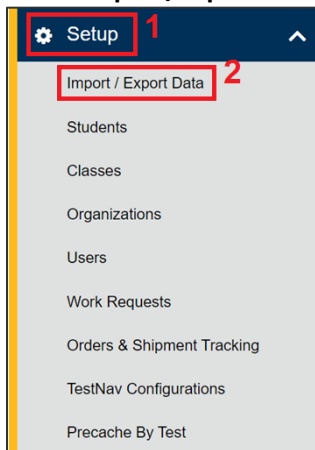 Setup 1
Import / Export Data 2
Students
Classes
Organizations
Users
Work Requests
Orders & Shipment Tracking
TestNav Configurations
Precache By Test